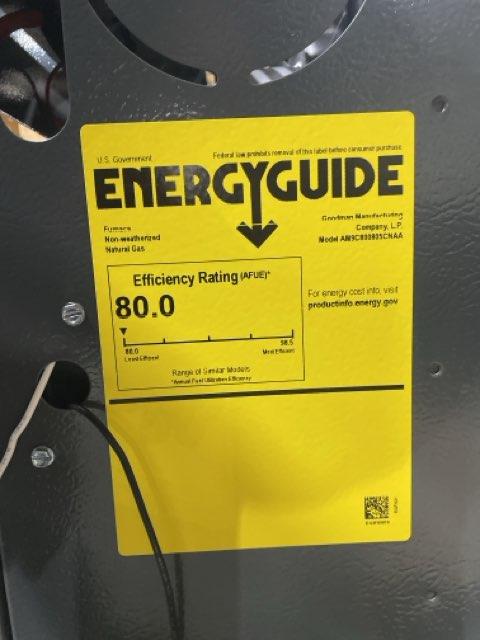 U.S. Government
Federal law prohibits removal of this label before consumer purchase
ENERGYGUIDE
Furnace
Non-weatherized
Natural Gas
Goodman Manufacturing
Company, L.P.
Model
Efficiency Rating (AFUE)*
80.0
For energy cost info, visit
productinfo.energy.gov
80.0
98.5
Least Efficient
Most Efficient
Range of Similar Models
*Annual Fuel Utilization Efficiency